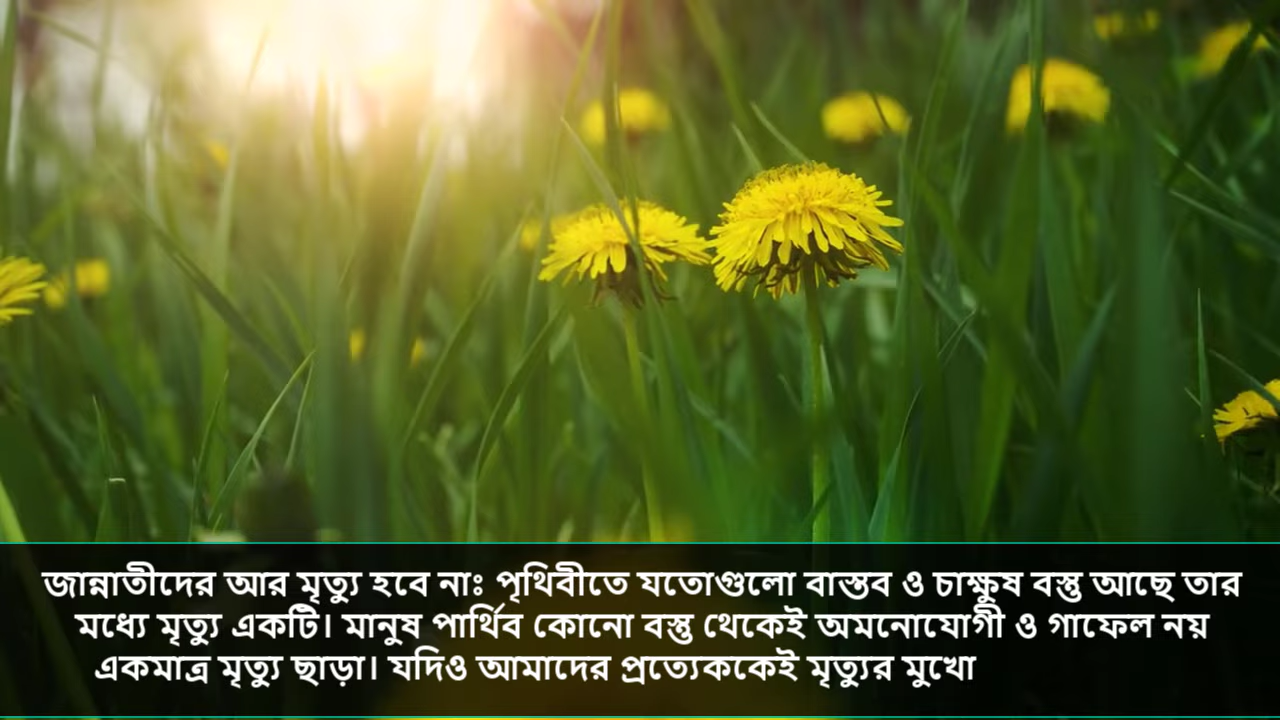 জান্নাতীদের আর মৃত্যু হবে নাঃ পৃথিবীতে যতোগুলো বাস্তব ও চাক্ষুষ বস্তু আছে তার
মধ্যে মৃত্যু একটি। মানুষ পার্থিব কোনো বস্তু থেকেই অমনোযোগী ও গাফেল নয়
একমাত্র মৃত্যু ছাড়া। যদিও আমাদের প্রত্যেককেই মৃত্যুর মুখো